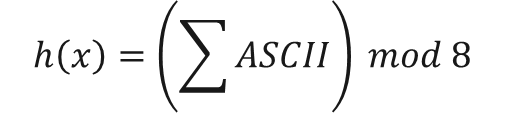 h(x) = (∑ ASCII) mod 8